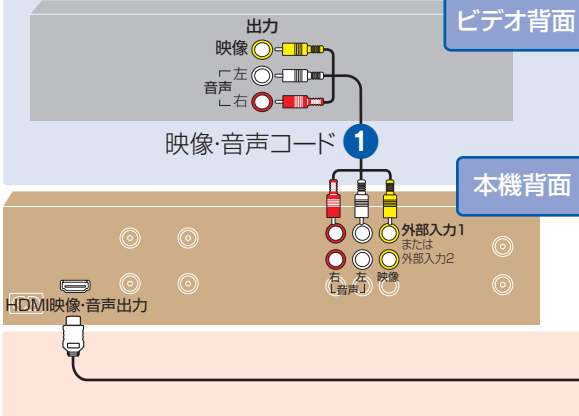 ビデオ背面
出力
映像
音声
左
右
映像・音声コード 1
本機背面
外部入力1
または
外部入力2
右 左 映像
音声
HDMI映像・音声出力